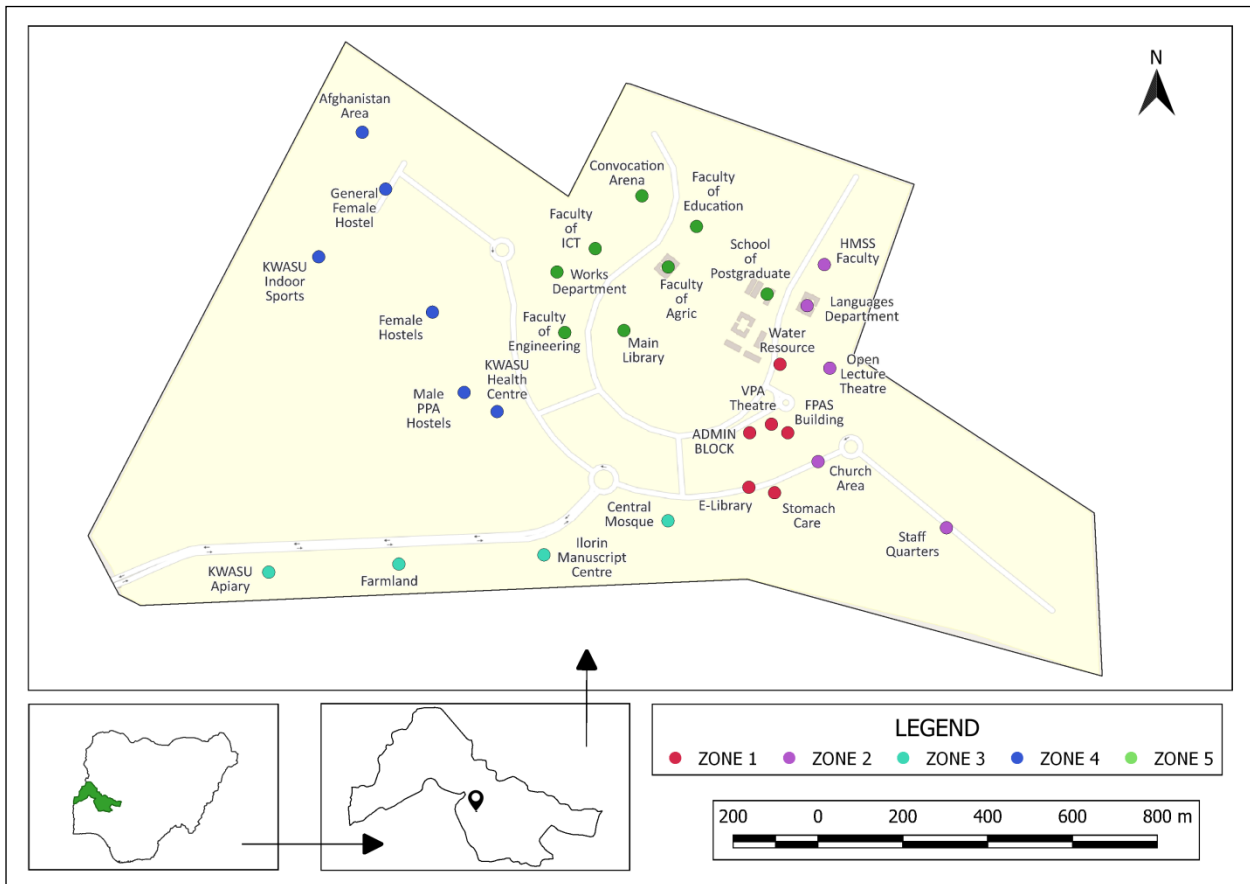 N
Afghanistan
Area
General
Female
Hostel
KWASU
Indoor
Sports
Female
Hostels
Male
PPA
Hostels
KWASU
Health
Centre
Convocation
Arena
Faculty
of
Education
Faculty
of
ICT
Works
Department
Faculty
of
Agric
School
of
Postgraduate
HMSS
Faculty
Languages
Department
Faculty
of
Engineering
Main
Library
Water
Resource
Open
Lecture
Theatre
VPA
Theatre
FPAS
Building
ADMIN
BLOCK
Church
Area
E-Library
Stomach
Care
Central
Mosque
Staff
Quarters
Ilorin
Manuscript
Centre
KWASU
Apiary
Farmland
LEGEND
ZONE 1 ZONE 2 ZONE 3 ZONE 4 ZONE 5
200 0 200 400 600 800 m